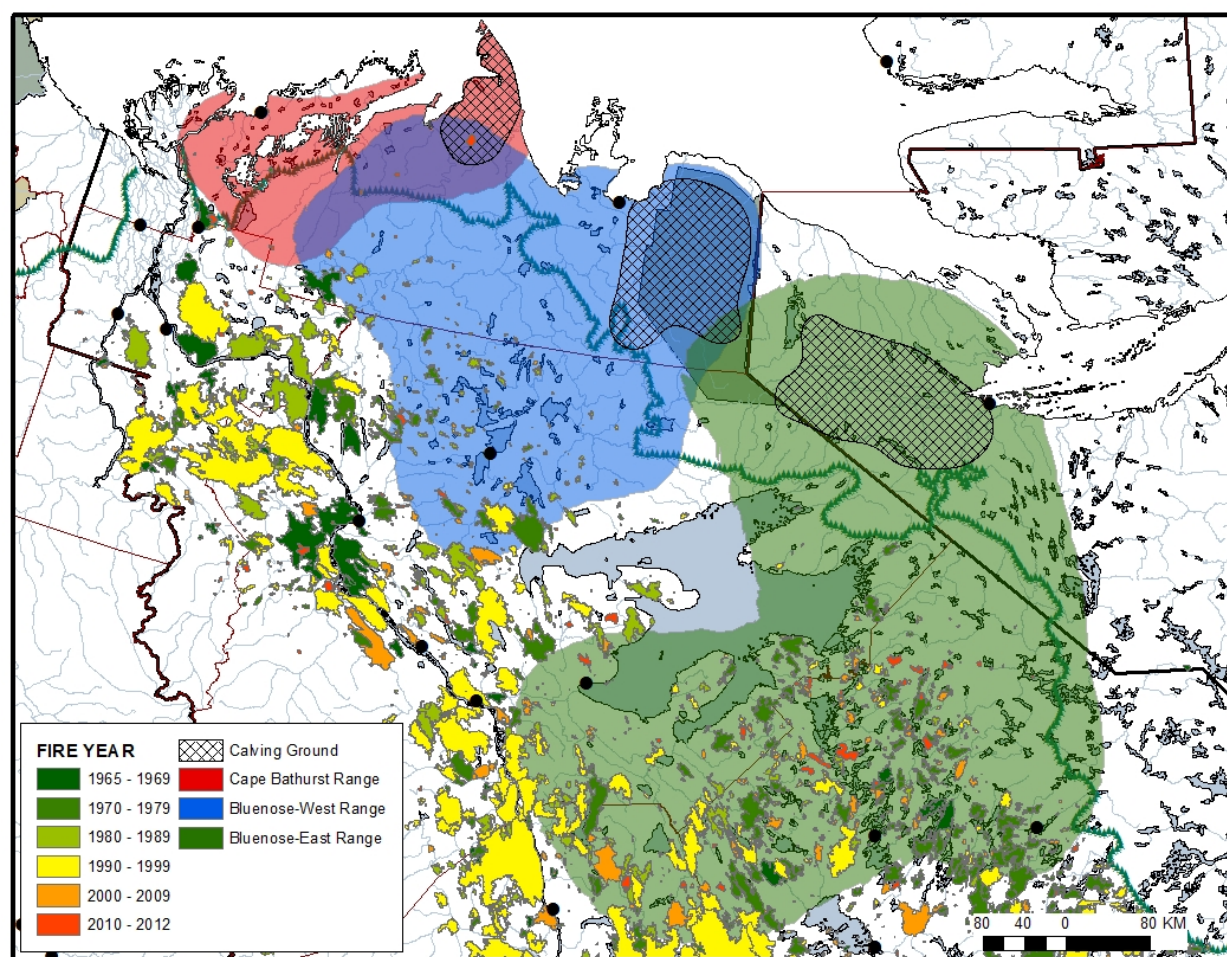 FIRE YEAR
1965 - 1969
1970 - 1979
1980 - 1989
1990 - 1999
2000 - 2009
2010 - 2012
Calving Ground
Cape Bathurst Range
Bluenose-West Range
Bluenose-East Range
80 40 0 80 KM